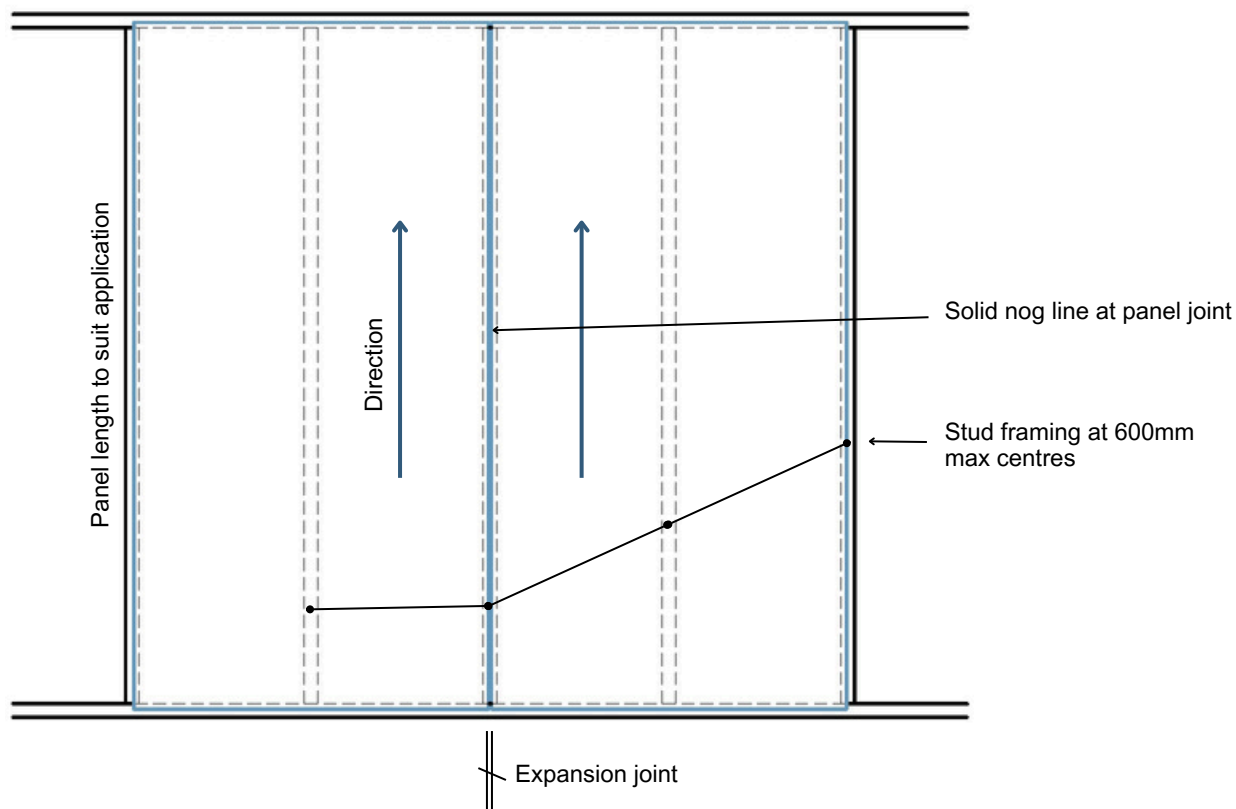 Panel length to suit application
Direction
Solid nog line at panel joint
Stud framing at 600mm
max centres
Expansion joint